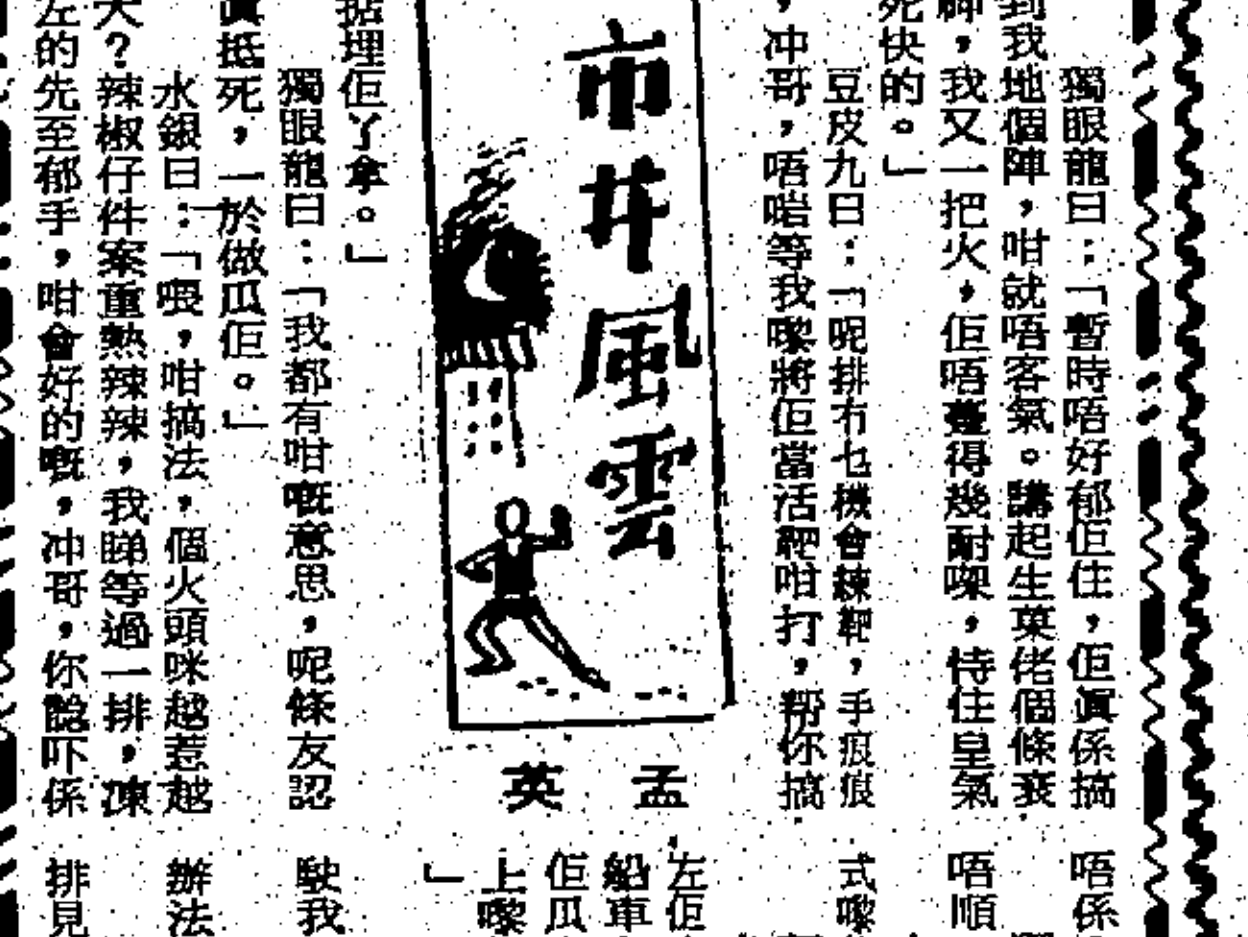 獨眼龍曰：「暫時唔好郁佢住，佢眞係搞
到我地個陣，咁就唔客氣。講起生菓佬個條衰
脚，我又一把火，佢唔躉得幾耐㗎，恃住皇氣
死快的。」
豆皮九曰：「呢排冇乜機會練靶，手痕痕
，冲哥，唔啱等我嚟將佢當活靶咁打，幫你搞
市井風雲
孟英
掂埋佢丫拿。」
獨眼龍曰：「我都有咁嘅意思，呢條友認
眞抵死，一於做瓜佢。」
水銀曰：「喂，咁搞法，個火頭咪越惹越
大？辣椒仔件案重熱辣辣，我睇等過一排，凍
左的先至郁手，咁會好的嘅，冲哥，你諗吓係
唔係
唔順
式嚟
左佢
船車
佢瓜
上嚟
」
駛我
辦法
排見